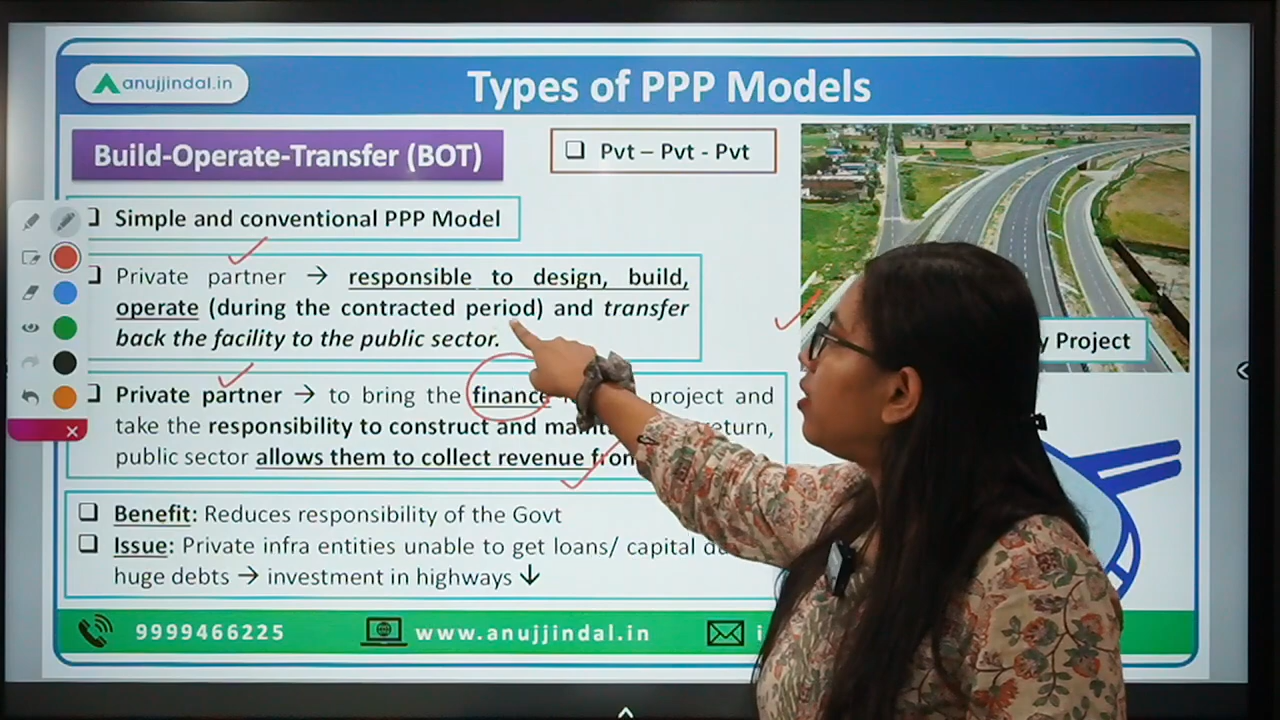 anujjindal.in
Types of PPP Models
Build-Operate-Transfer (BOT)
❑ Pvt – Pvt - Pvt
❑ Simple and conventional PPP Model
❑ Private partner → responsible to design, build,
operate (during the contracted period) and transfer
back the facility to the public sector.
y Project
❑ Private partner → to bring the finance project and
take the responsibility to construct and return,
public sector allows them to collect revenue
❑ Benefit: Reduces responsibility of the Govt
❑ Issue: Private infra entities unable to get loans/ capital
huge debts → investment in highways ↓
9999466225
www.anujjindal.in